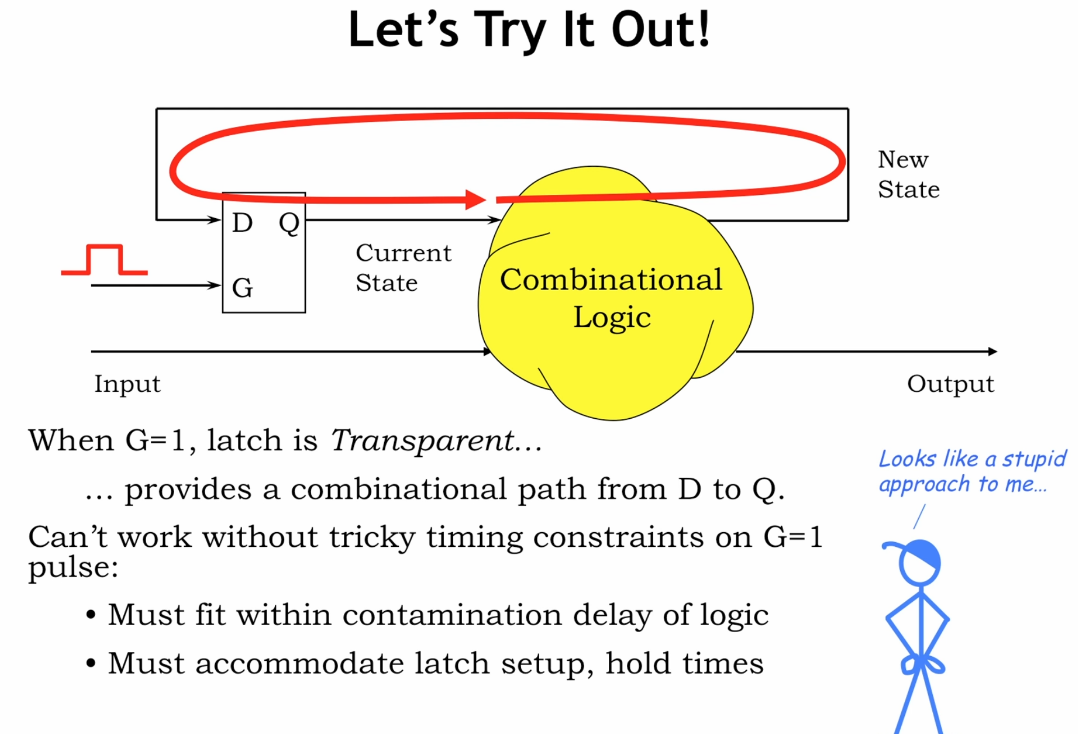 Let's Try It Out!
New
State
D Q
Current
State
G
Combinational
Logic
Input
Output
When G=1, latch is Transparent...
... provides a combinational path from D to Q.
Can't work without tricky timing constraints on G=1
pulse:
• Must fit within contamination delay of logic
• Must accommodate latch setup, hold times
Looks like a stupid
approach to me...